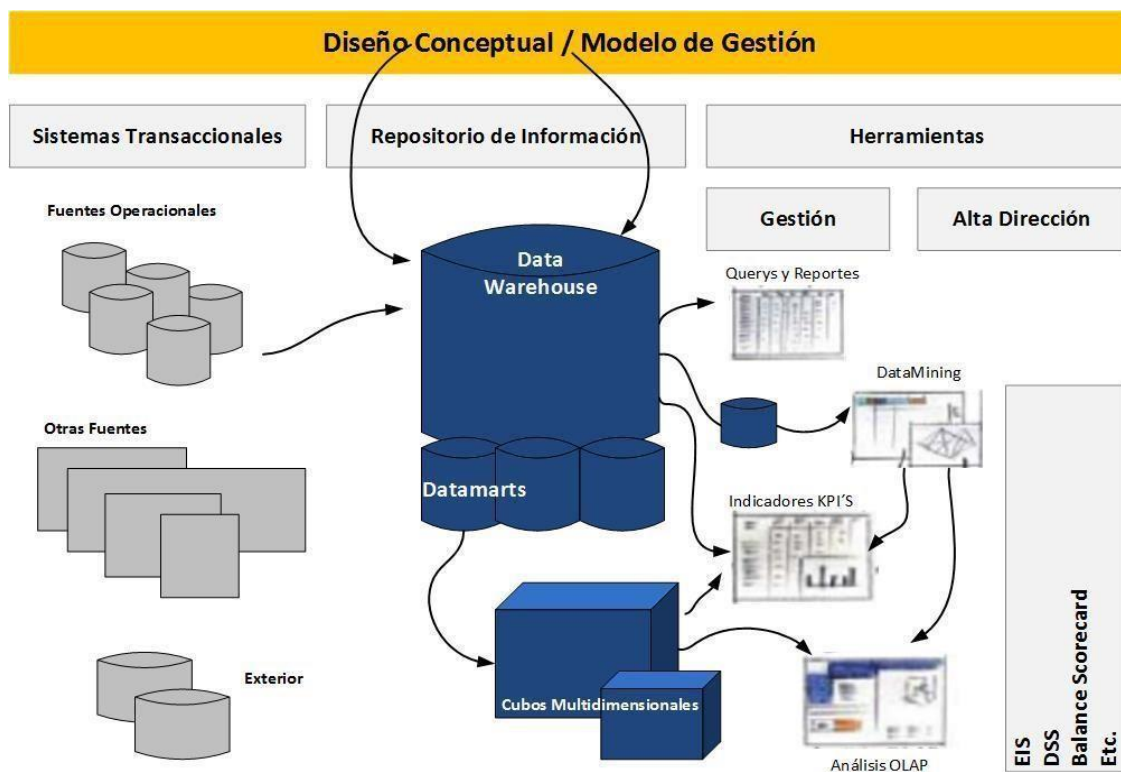 Diseño Conceptual / Modelo de Gestión
Sistemas Transaccionales
Repositorio de Información
Herramientas
Gestión
Alta Dirección
Fuentes Operacionales
Data
Warehouse
Querys y Reportes
DataMining
Otras Fuentes
Datamarts
Indicadores KPI´S
Exterior
Cubos Multidimensionales
Análisis OLAP
EIS
DSS
Balance Scorecard
Etc.